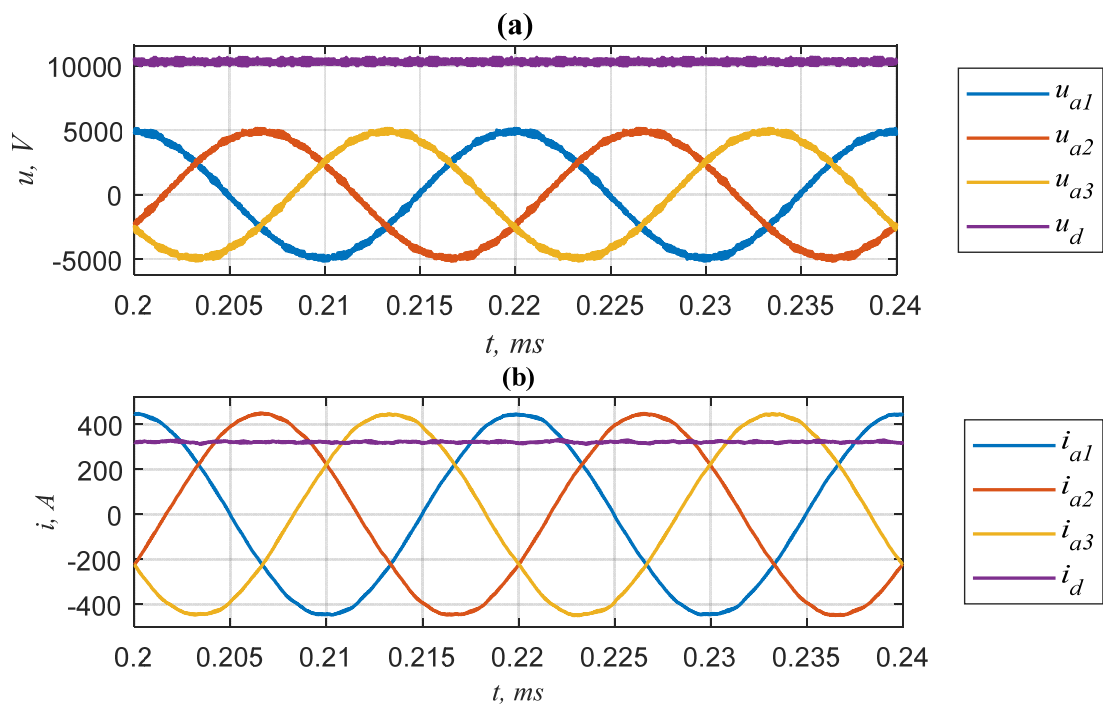 (a)
10000
5000
0
-5000
u, V
0.2 0.205 0.21 0.215 0.22 0.225 0.23 0.235 0.24
t, ms
u_a1
u_a2
u_a3
u_d
(b)
400
200
0
-200
-400
i, A
0.2 0.205 0.21 0.215 0.22 0.225 0.23 0.235 0.24
t, ms
i_a1
i_a2
i_a3
i_d